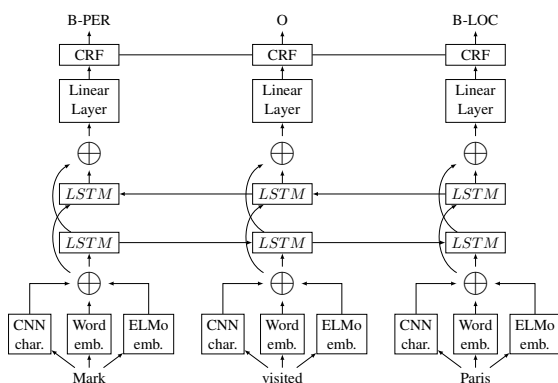 B-PER O B-LOC
CRF CRF CRF
Linear Linear Linear
Layer Layer Layer
LSTM LSTM LSTM
LSTM LSTM LSTM
CNN Word ELMo CNN Word ELMo CNN Word ELMo
char. emb. emb. char. emb. emb. char. emb. emb.
Mark visited Paris